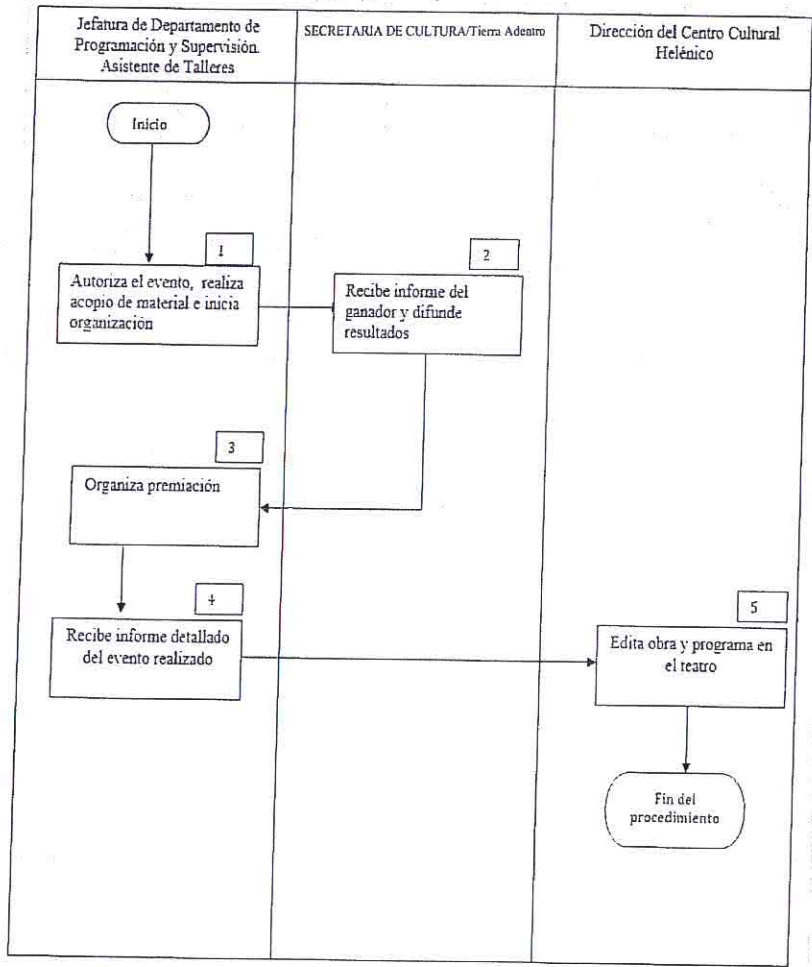 Jefatura de Departamento de
Programación y Supervisión.
Asistente de Talleres
SECRETARIA DE CULTURA/Tierra Adentro
Dirección del Centro Cultural
Helénico
Inicio
1
Autoriza el evento, realiza
acopio de material e inicia
organización
2
Recibe informe del
ganador y difunde
resultados
3
Organiza premiación
4
Recibe informe detallado
del evento realizado
5
Edita obra y programa en
el teatro
Fin del
procedimiento